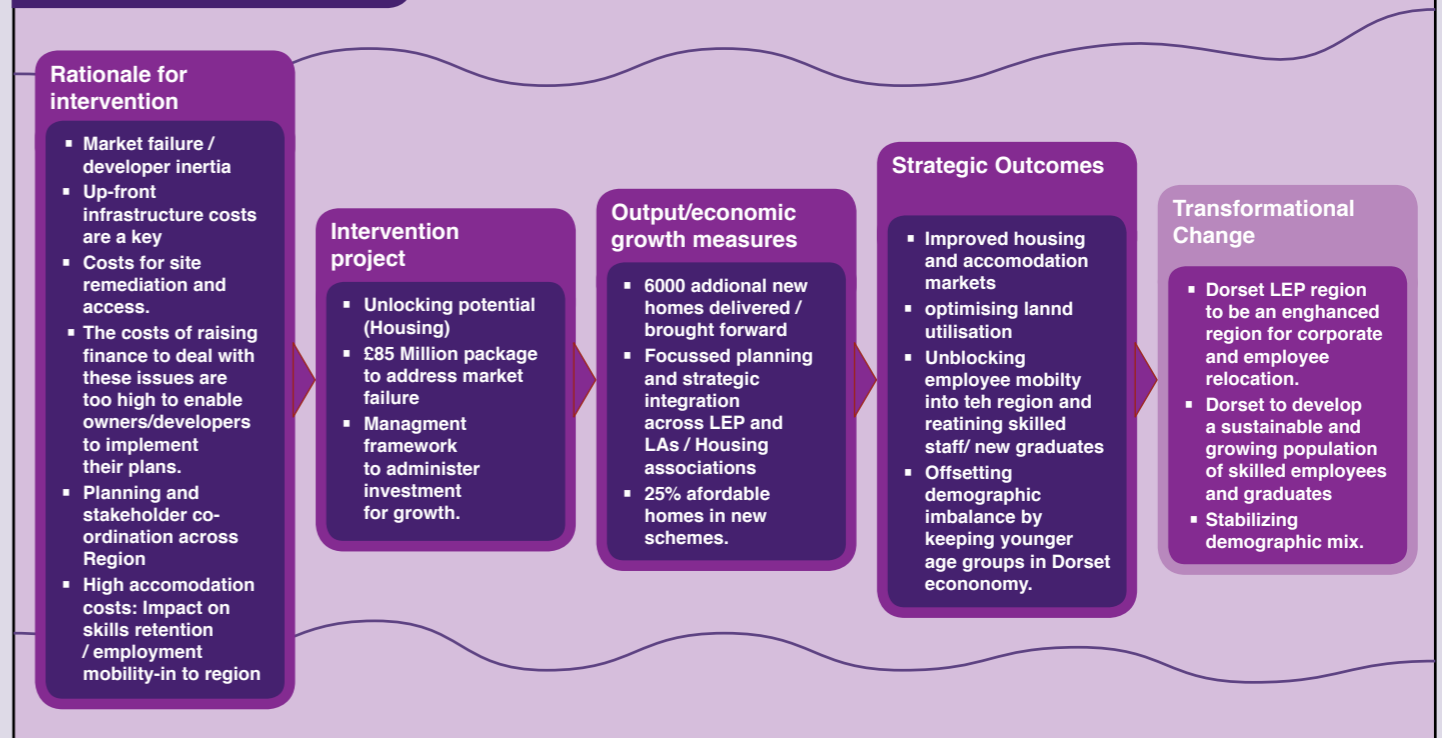 Rationale for
intervention
▪ Market failure /
developer inertia
▪ Up-front
infrastructure costs
are a key
▪ Costs for site
remediation and
access.
▪ The costs of raising
finance to deal with
these issues are
too high to enable
owners/developers
to implement
their plans.
▪ Planning and
stakeholder co-
ordination across
Region
▪ High accomodation
costs: Impact on
skills retention
/ employment
mobility-in to region
Intervention
project
▪ Unlocking potential
(Housing)
▪ £85 Million package
to address market
failure
▪ Managment
framework
to administer
investment
for growth.
Output/economic
growth measures
▪ 6000 addional new
homes delivered /
brought forward
▪ Focussed planning
and strategic
integration
across LEP and
LAs / Housing
associations
▪ 25% afordable
homes in new
schemes.
Strategic Outcomes
▪ Improved housing
and accomodation
markets
▪ optimising lannd
utilisation
▪ Unblocking
employee mobilty
into teh region and
reatining skilled
staff/ new graduates
▪ Offsetting
demographic
imbalance by
keeping younger
age groups in Dorset
econonomy.
Transformational
Change
▪ Dorset LEP region
to be an enghanced
region for corporate
and employee
relocation.
▪ Dorset to develop
a sustainable and
growing population
of skilled employees
and graduates
▪ Stabilizing
demographic mix.